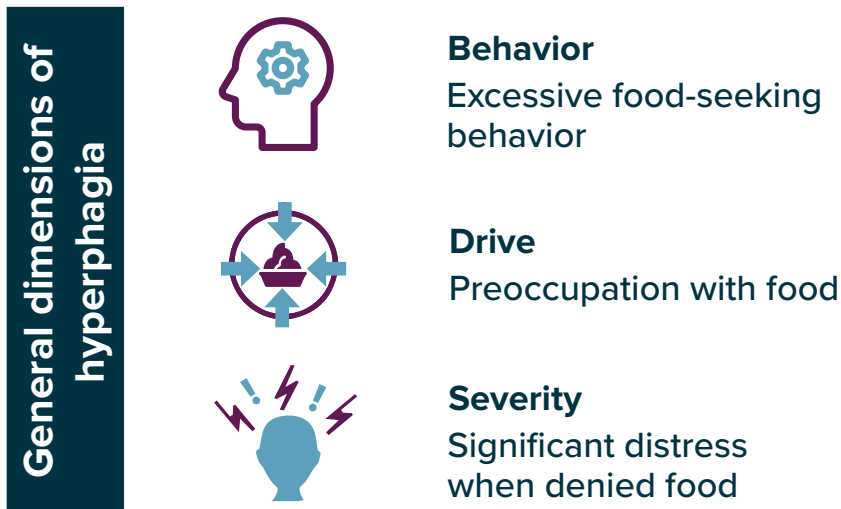 General dimensions of
hyperphagia
Behavior
Excessive food-seeking
behavior
Drive
Preoccupation with food
Severity
Significant distress
when denied food